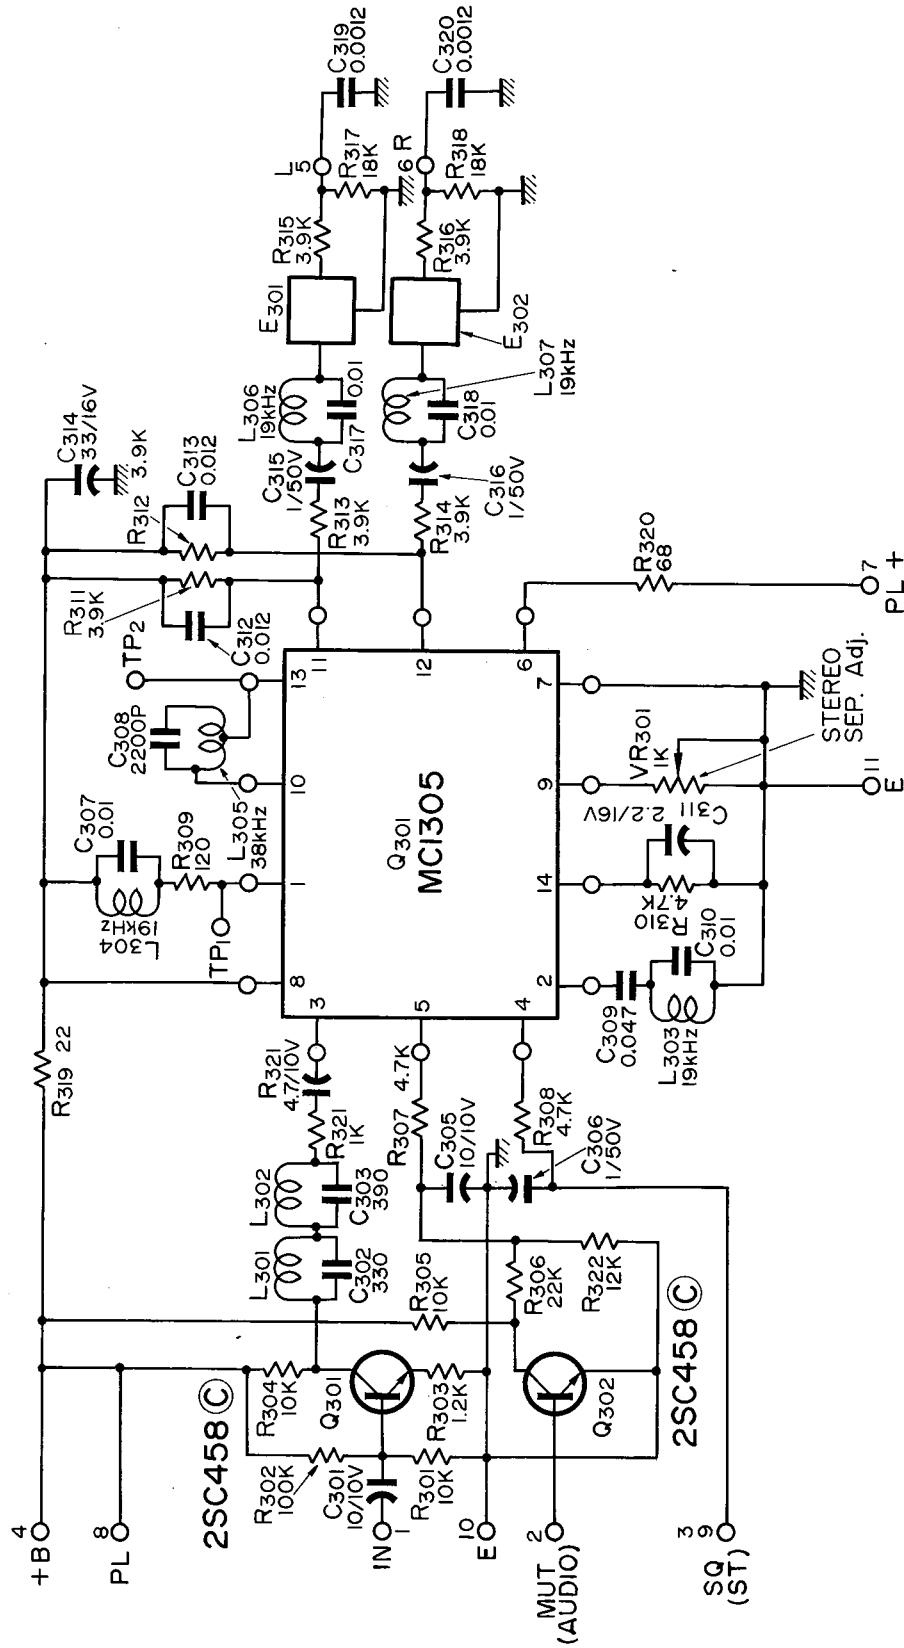 +B
4
PL
8
2SC458 Ⓒ
R302
100K
C301
10/10V
IN
1
R301
10K
R304
10K
Q301
R303
1.2K
E
10
MUT
(AUDIO)
2
Q302
2SC458 Ⓒ
SQ
(ST)
3
9
R305
10K
R306
22K
R322
12K
L301
C302
330
L302
C303
390
R321
1K
R321
4.7/10V
R307
4.7K
C305
10/10V
R308
4.7K
C306
1/50V
R319
22
L304
19kHz
C307
0.01
R309
120
TP1
L305
38kHz
C308
2200P
TP2
R311
3.9K
C312
0.012
R312
3.9K
C313
0.012
C314
33/16V
Q301
MC1305
3
5
4
8
1
10
13
11
12
6
2
14
9
7
C309
0.047
L303
19kHz
C310
0.01
R310
4.7K
C311
2.2/16V
VR301
1K
STEREO
SEP. Adj.
E
11
R320
68
PL +
7
R313
3.9K
C315
1/50V
L306
19kHz
C317
0.01
E301
R315
3.9K
L
5
R317
18K
C319
0.0012
R314
3.9K
C316
1/50V
C318
0.01
L307
19kHz
E302
R316
3.9K
6 R
R318
18K
C320
0.0012